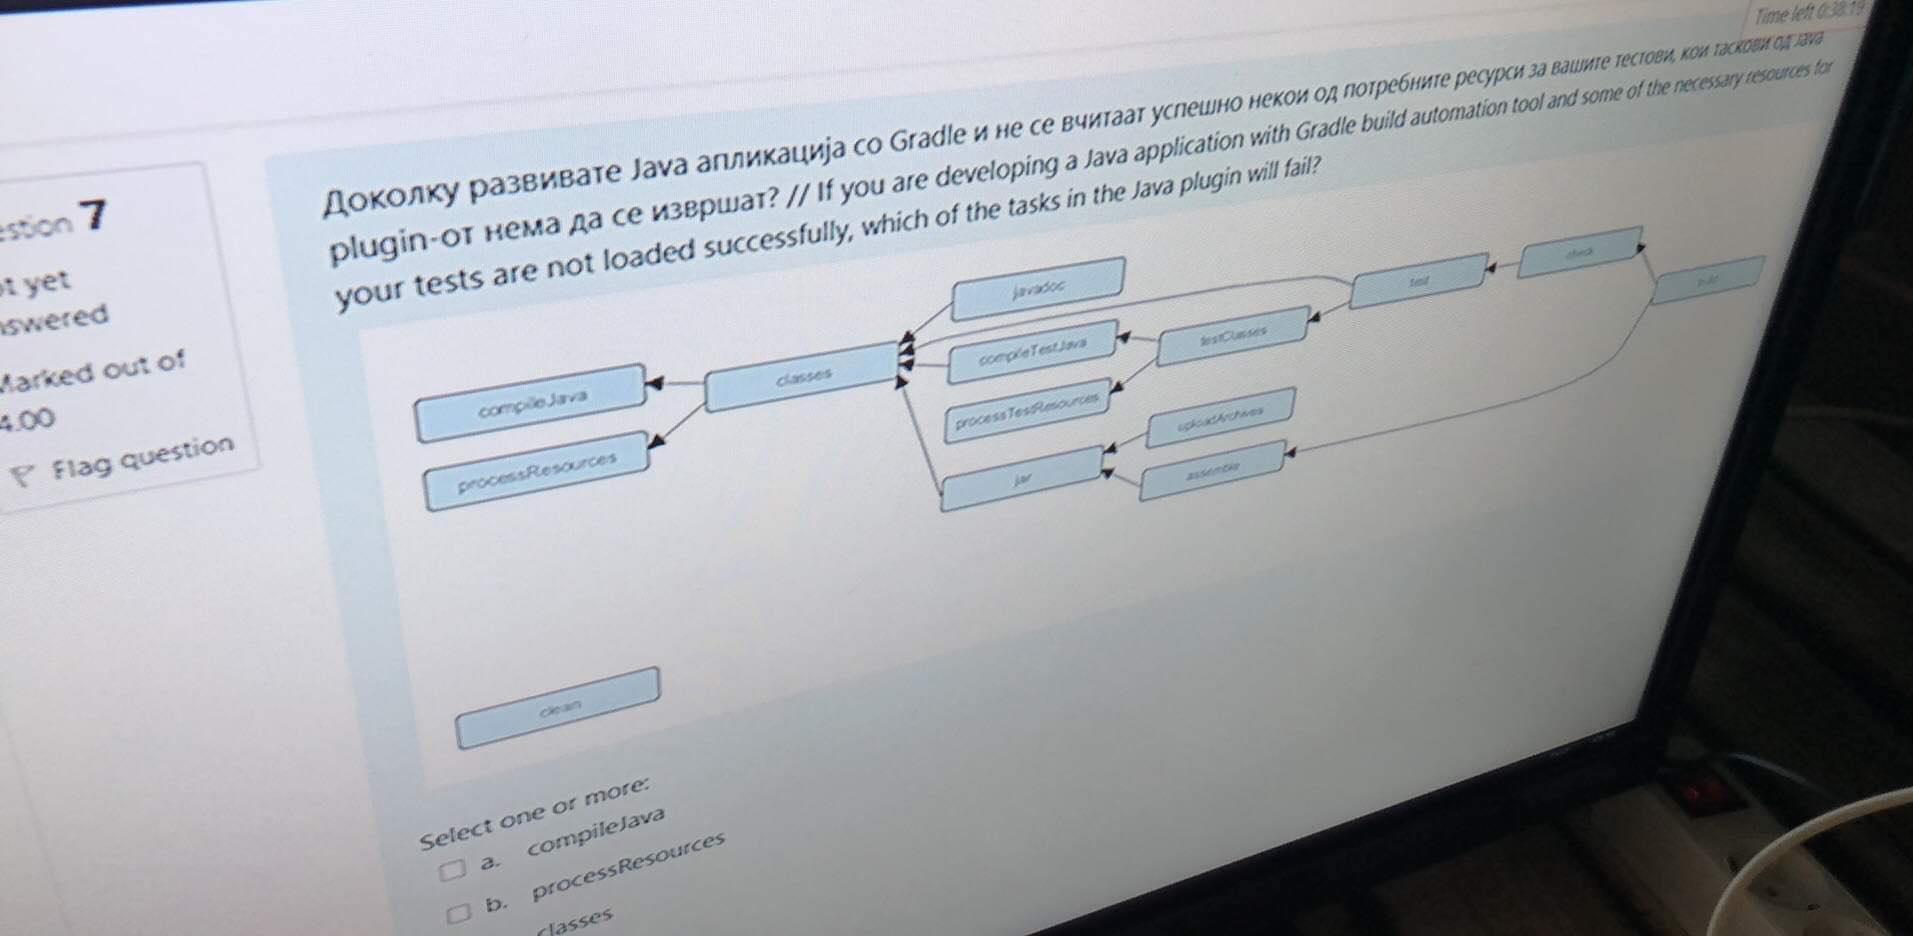 Time left 0:38:19
Доколку развивате Java апликација со Gradle и не се вчитаат успешно некои од потребните ресурси за вашите тестови, кои таскови од Java
plugin-от нема да се извршат? // If you are developing a Java application with Gradle build automation tool and some of the necessary resources for
your tests are not loaded successfully, which of the tasks in the Java plugin will fail?
estion 7
ot yet
nswered
Marked out of
4.00
Flag question
javadoc
test
check
build
compileTestJava
testClasses
classes
compileJava
processTestResources
uploadArchives
processResources
jar
assemble
clean
Select one or more:
a. compileJava
b. processResources
classes